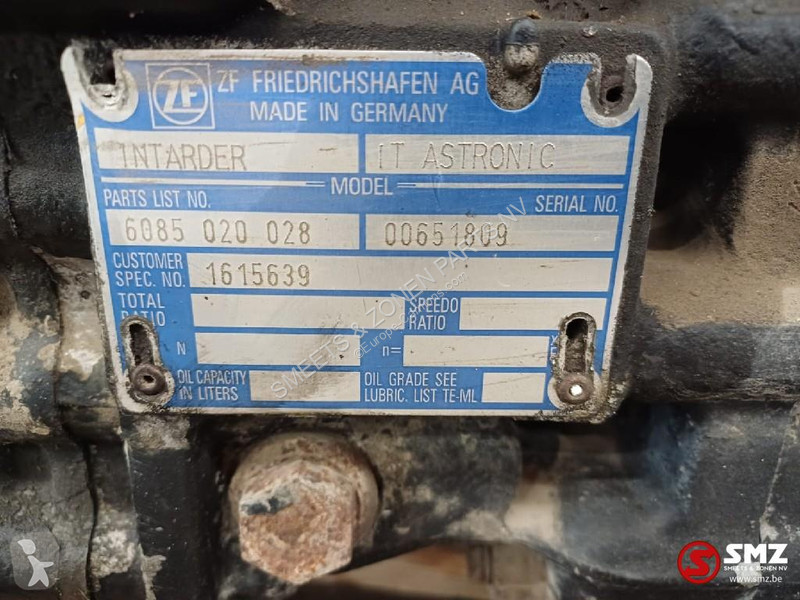 ZF ZF FRIEDRICHSHAFEN AG
MADE IN GERMANY
INTARDER IT ASTRONIC
MODEL
PARTS LIST NO. SERIAL NO.
6085 020 028 00651809
CUSTOMER
SPEC. NO. 1615639
TOTAL
RATIO
SPEEDO
RATIO
N n=
OIL CAPACITY
IN LITERS
OIL GRADE SEE
LUBRIC. LIST TE-ML
SMEETS & ZONEN PARTS NV
SMZ
SMEETS & ZONEN NV
www.smz.be